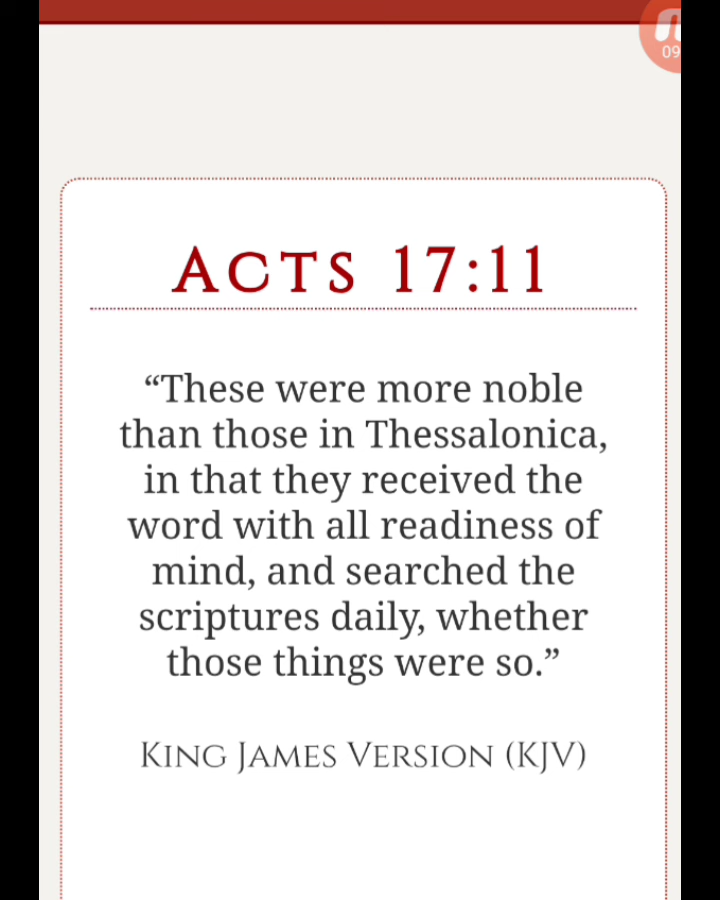 09
Acts 17:11
“These were more noble
than those in Thessalonica,
in that they received the
word with all readiness of
mind, and searched the
scriptures daily, whether
those things were so.”
King James Version (KJV)